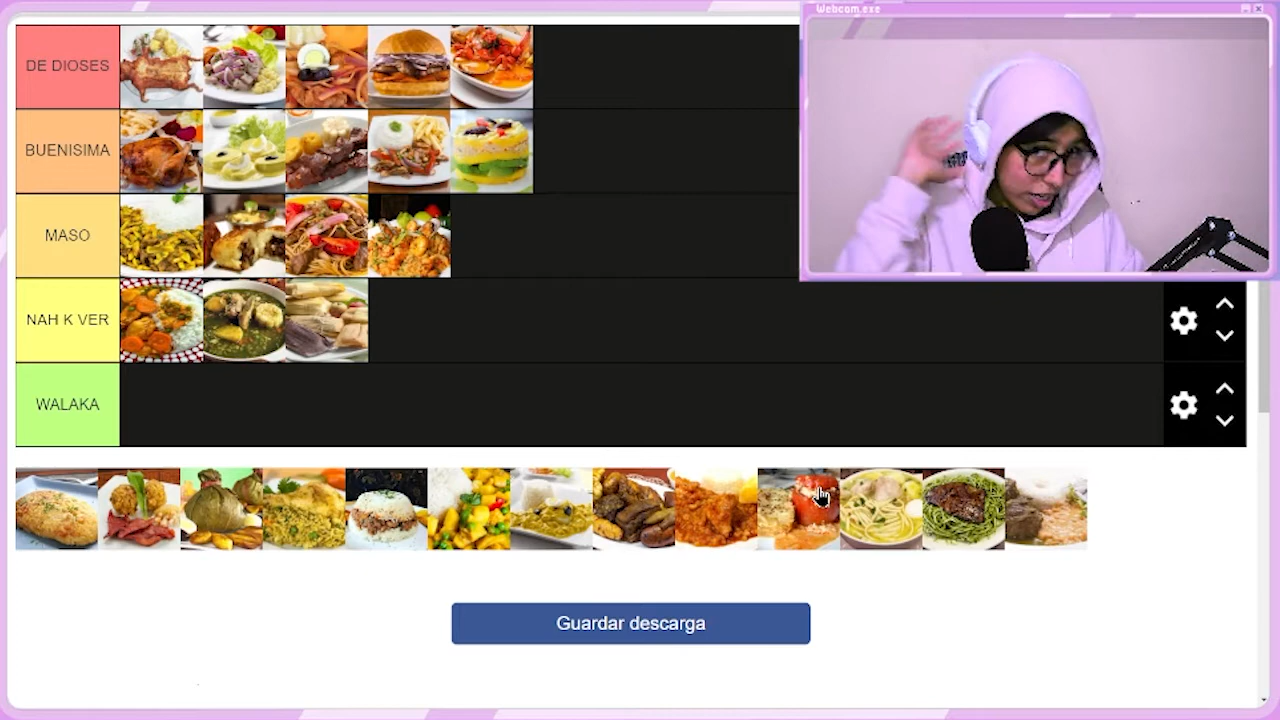 Webcam.exe
DE DIOSES
BUENISIMA
MASO
NAH K VER
WALAKA
Guardar descarga